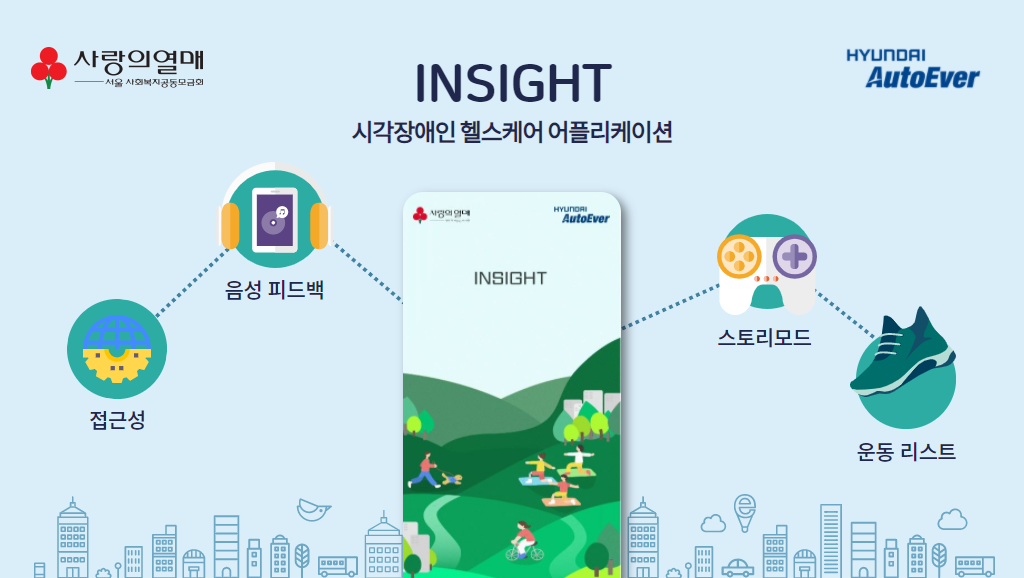 사랑의열매
서울 사회복지공동모금회
HYUNDAI
AutoEver
INSIGHT
시각장애인 헬스케어 어플리케이션
사랑의열매
HYUNDAI
AutoEver
INSIGHT
음성 피드백
스토리모드
접근성
운동 리스트